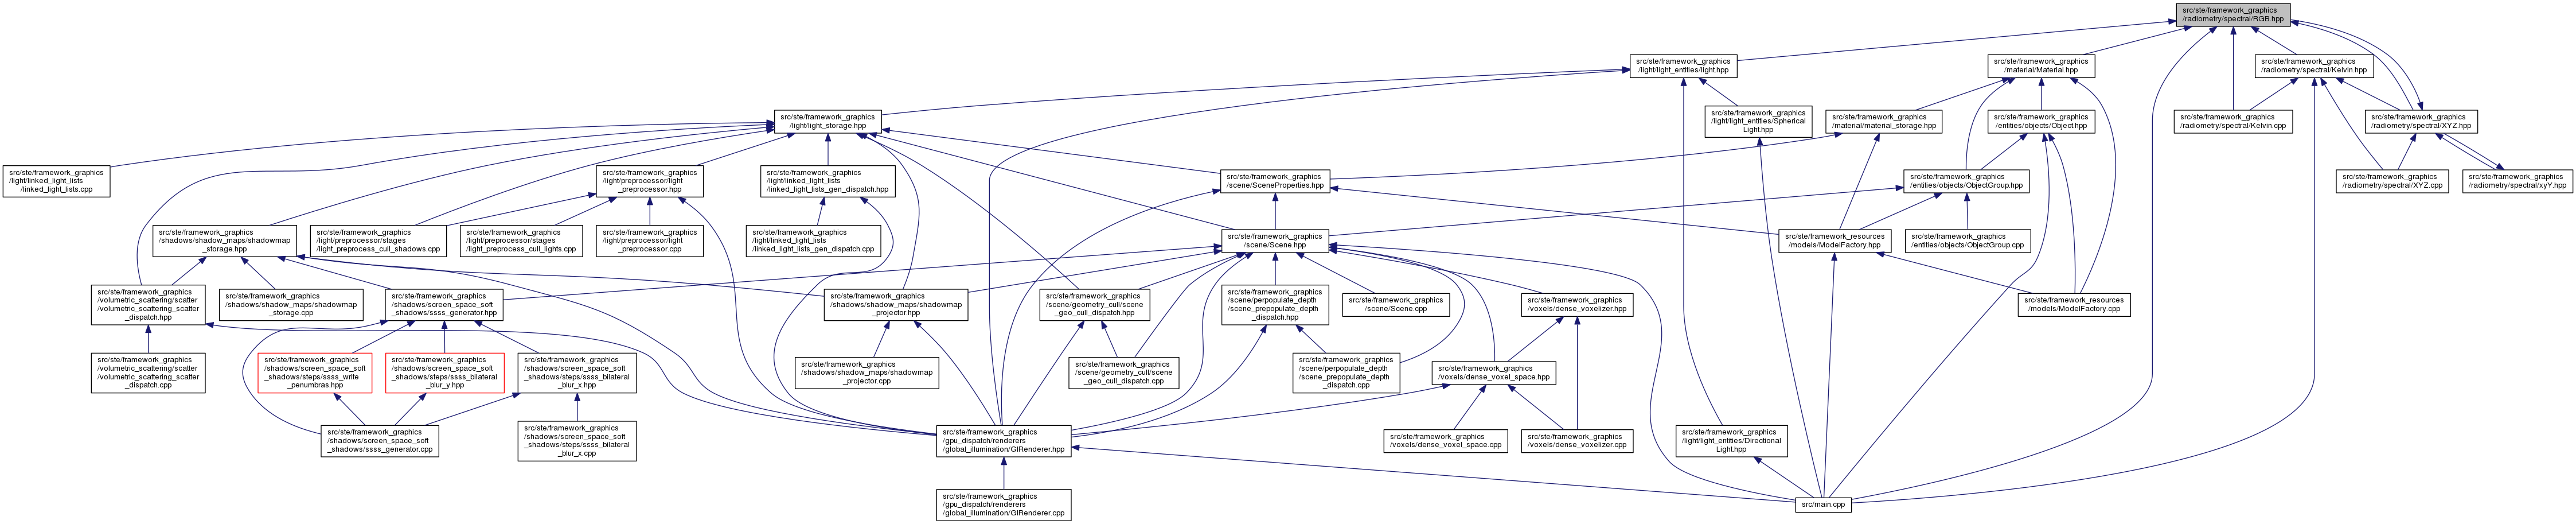 src/ste/framework_graphics
/radiometry/spectral/RGB.hpp
src/ste/framework_graphics
/light/light_entities/light.hpp
src/ste/framework_graphics
/material/Material.hpp
src/ste/framework_graphics
/radiometry/spectral/Kelvin.hpp
src/ste/framework_graphics
/light/light_storage.hpp
src/ste/framework_graphics
/light/light_entities/Spherical
Light.hpp
src/ste/framework_graphics
/material/material_storage.hpp
src/ste/framework_graphics
/entities/objects/Object.hpp
src/ste/framework_graphics
/radiometry/spectral/Kelvin.cpp
src/ste/framework_graphics
/radiometry/spectral/XYZ.hpp
src/ste/framework_graphics
/light/linked_light_lists
/linked_light_lists.cpp
src/ste/framework_graphics
/light/preprocessor/light
_preprocessor.hpp
src/ste/framework_graphics
/light/linked_light_lists
/linked_light_lists_gen_dispatch.hpp
src/ste/framework_graphics
/scene/SceneProperties.hpp
src/ste/framework_graphics
/entities/objects/ObjectGroup.hpp
src/ste/framework_graphics
/radiometry/spectral/XYZ.cpp
src/ste/framework_graphics
/radiometry/spectral/xyY.hpp
src/ste/framework_graphics
/shadows/shadow_maps/shadowmap
_storage.hpp
src/ste/framework_graphics
/light/preprocessor/stages
/light_preprocess_cull_shadows.cpp
src/ste/framework_graphics
/light/preprocessor/stages
/light_preprocess_cull_lights.cpp
src/ste/framework_graphics
/light/preprocessor/light
_preprocessor.cpp
src/ste/framework_graphics
/light/linked_light_lists
/linked_light_lists_gen_dispatch.cpp
src/ste/framework_graphics
/scene/Scene.hpp
src/ste/framework_resources
/models/ModelFactory.hpp
src/ste/framework_graphics
/entities/objects/ObjectGroup.cpp
src/ste/framework_graphics
/volumetric_scattering/scatter
/volumetric_scattering_scatter
_dispatch.hpp
src/ste/framework_graphics
/shadows/shadow_maps/shadowmap
_storage.cpp
src/ste/framework_graphics
/shadows/screen_space_soft
_shadows/ssss_generator.hpp
src/ste/framework_graphics
/shadows/shadow_maps/shadowmap
_projector.hpp
src/ste/framework_graphics
/scene/geometry_cull/scene
_geo_cull_dispatch.hpp
src/ste/framework_graphics
/scene/perpopulate_depth
/scene_prepopulate_depth
_dispatch.hpp
src/ste/framework_graphics
/scene/Scene.cpp
src/ste/framework_graphics
/voxels/dense_voxelizer.hpp
src/ste/framework_resources
/models/ModelFactory.cpp
src/ste/framework_graphics
/volumetric_scattering/scatter
/volumetric_scattering_scatter
_dispatch.cpp
src/ste/framework_graphics
/shadows/screen_space_soft
_shadows/steps/ssss_write
_penumbras.hpp
src/ste/framework_graphics
/shadows/screen_space_soft
_shadows/steps/ssss_bilateral
_blur_y.hpp
src/ste/framework_graphics
/shadows/screen_space_soft
_shadows/steps/ssss_bilateral
_blur_x.hpp
src/ste/framework_graphics
/shadows/shadow_maps/shadowmap
_projector.cpp
src/ste/framework_graphics
/scene/geometry_cull/scene
_geo_cull_dispatch.cpp
src/ste/framework_graphics
/scene/perpopulate_depth
/scene_prepopulate_depth
_dispatch.cpp
src/ste/framework_graphics
/voxels/dense_voxel_space.hpp
src/ste/framework_graphics
/shadows/screen_space_soft
_shadows/ssss_generator.cpp
src/ste/framework_graphics
/shadows/screen_space_soft
_shadows/steps/ssss_bilateral
_blur_x.cpp
src/ste/framework_graphics
/gpu_dispatch/renderers
/global_illumination/GIRenderer.hpp
src/ste/framework_graphics
/voxels/dense_voxel_space.cpp
src/ste/framework_graphics
/voxels/dense_voxelizer.cpp
src/ste/framework_graphics
/light/light_entities/Directional
Light.hpp
src/ste/framework_graphics
/gpu_dispatch/renderers
/global_illumination/GIRenderer.cpp
src/main.cpp